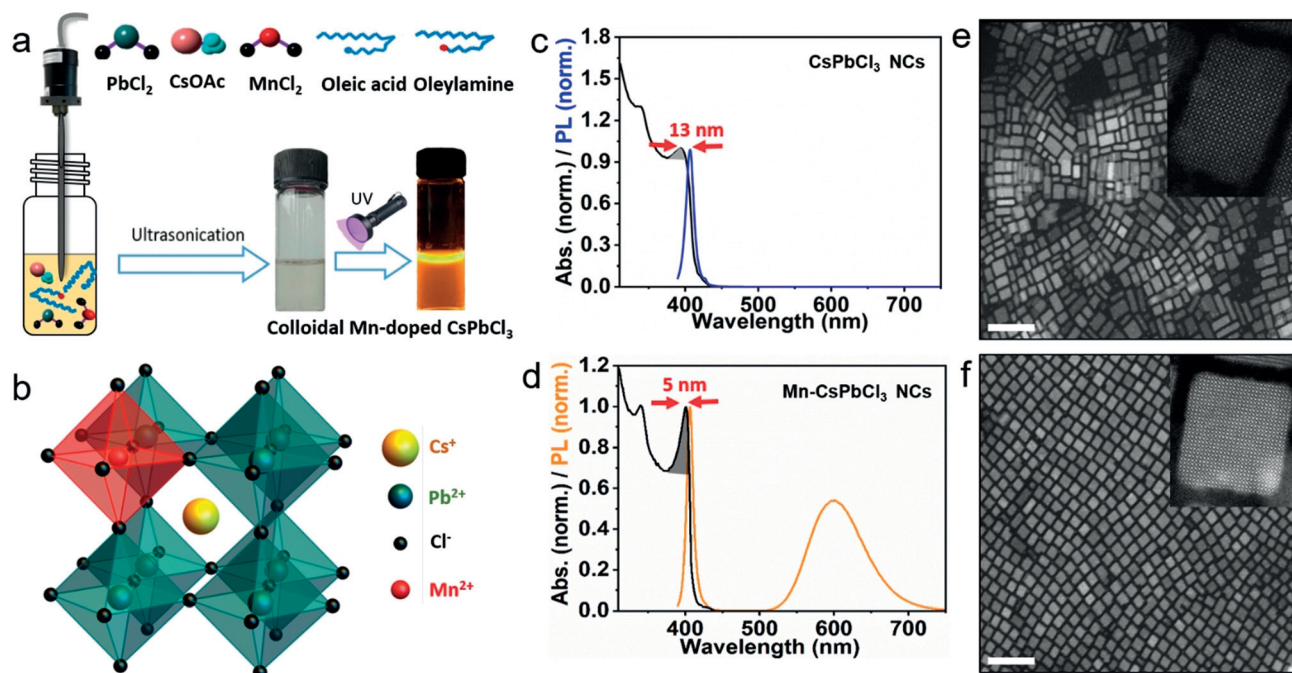 a
PbCl₂ CsOAc MnCl₂ Oleic acid Oleylamine
Ultrasonication
UV
Colloidal Mn-doped CsPbCl₃
b
Cs⁺
Pb²⁺
Cl⁻
Mn²⁺
c
CsPbCl₃ NCs
13 nm
Abs. (norm.) / PL (norm.)
1.8
1.5
1.2
0.9
0.6
0.3
0.0
400 500 600 700
Wavelength (nm)
d
Mn-CsPbCl₃ NCs
5 nm
Abs. (norm.) / PL (norm.)
1.2
1.0
0.8
0.6
0.4
0.2
0.0
400 500 600 700
Wavelength (nm)
e
f